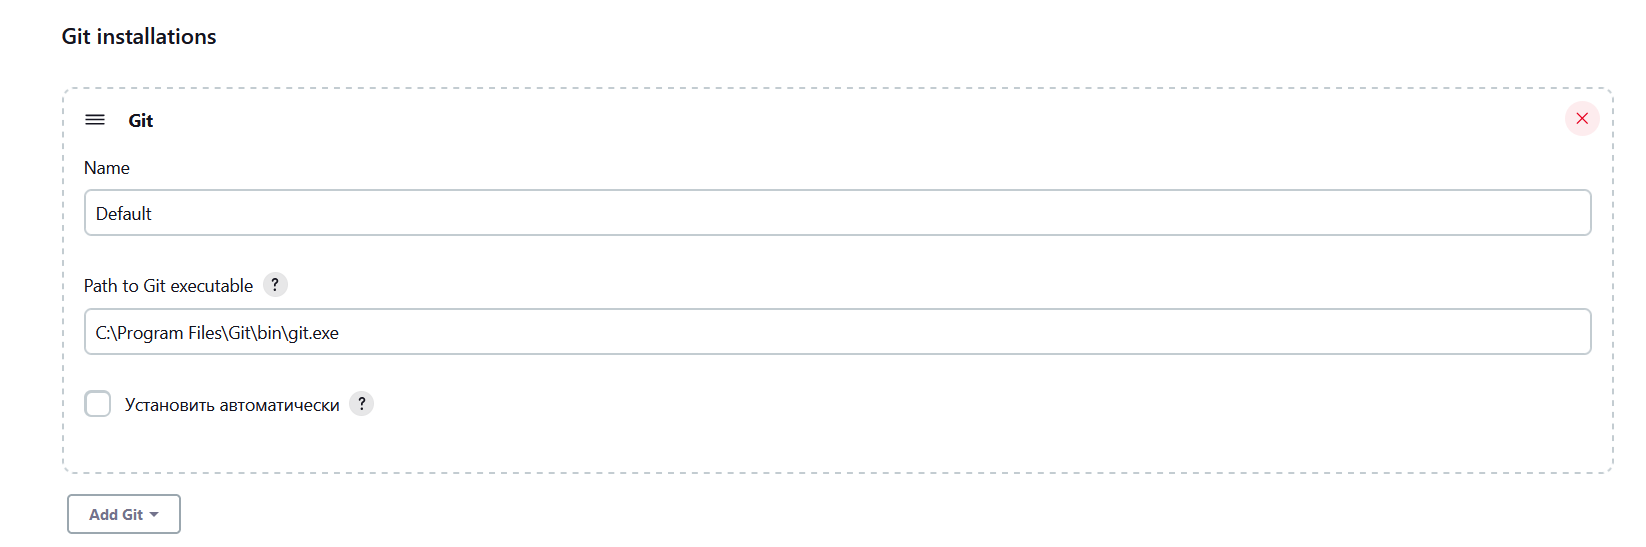 Git installations
Git
Name
Default
Path to Git executable ?
C:\Program Files\Git\bin\git.exe
Установить автоматически ?
Add Git